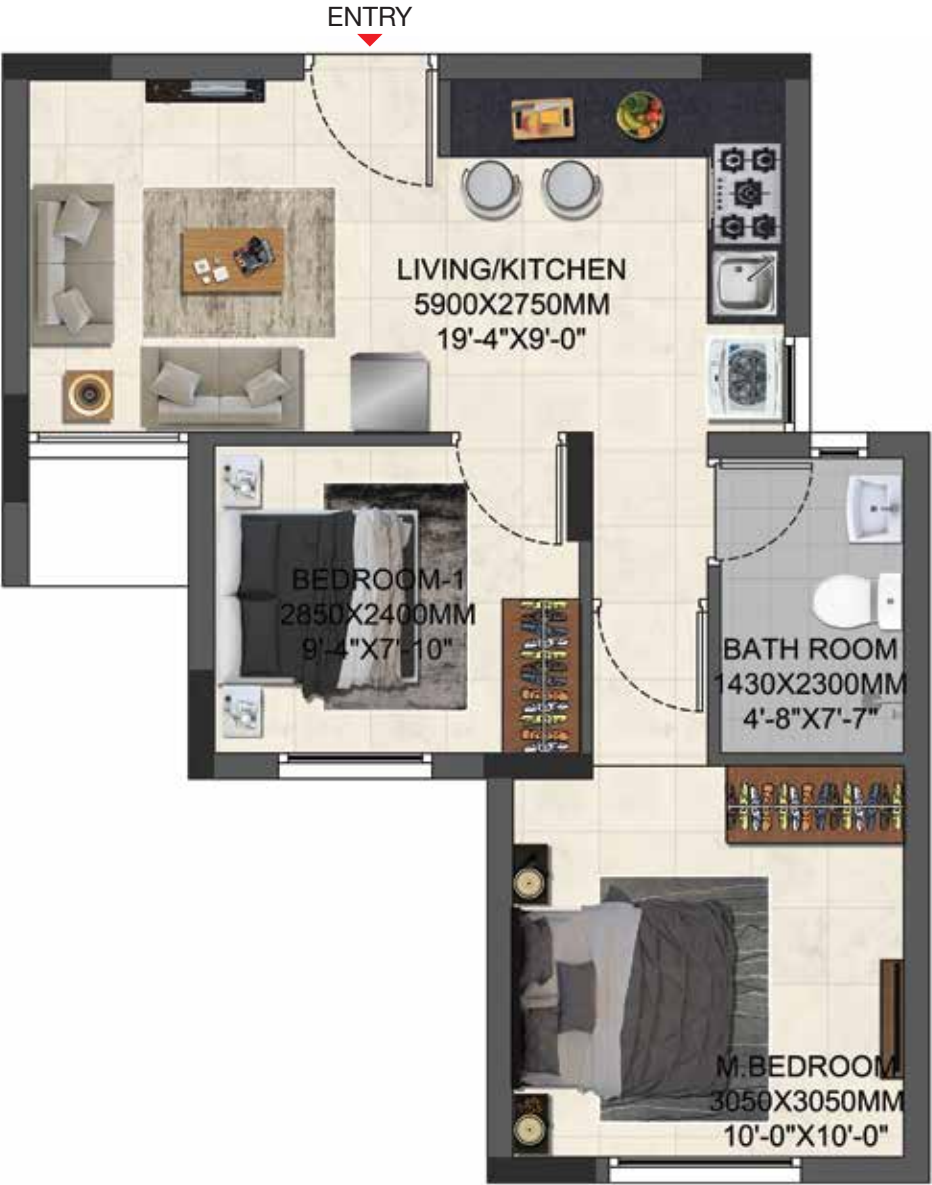 ENTRY
LIVING/KITCHEN
5900X2750MM
19'-4"X9'-0"
BEDROOM-1
2850X2400MM
9'-4"X7'-10"
BATH ROOM
1430X2300MM
4'-8"X7'-7"
M.BEDROOM
3050X3050MM
10'-0"X10'-0"